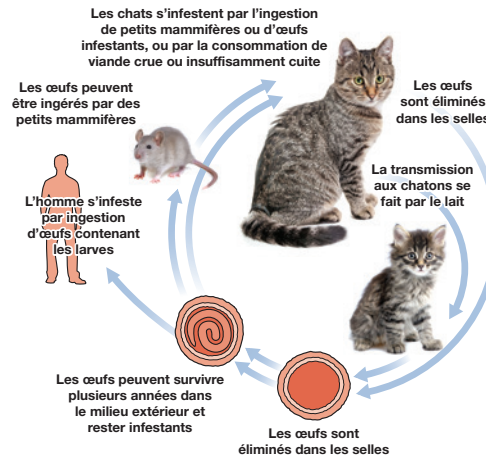 Les chats s’infestent par l’ingestion
de petits mammifères ou d’œufs
infestants, ou par la consommation de
viande crue ou insuffisamment cuite
Les œufs peuvent
être ingérés par des
petits mammifères
Les œufs
sont éliminés
dans les selles
La transmission
aux chatons se
fait par le lait
L’homme s’infeste
par ingestion
d’œufs contenant
les larves
Les œufs peuvent survivre
plusieurs années dans
le milieu extérieur et
rester infestants
Les œufs sont
éliminés dans les selles